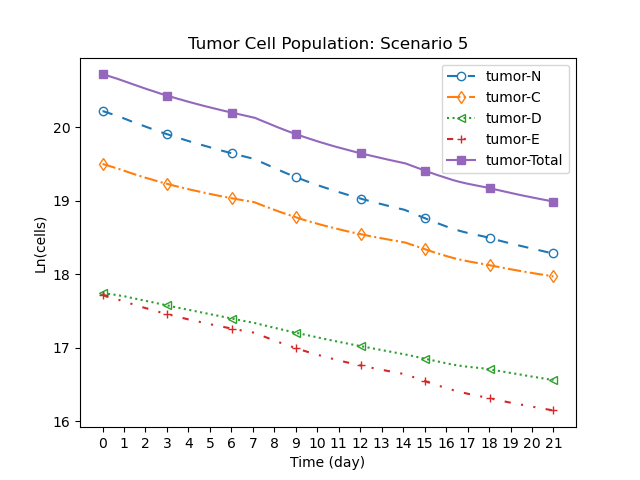 Tumor Cell Population: Scenario 5
tumor-N
tumor-C
tumor-D
tumor-E
tumor-Total
Ln(cells)
20
19
18
17
16
0 1 2 3 4 5 6 7 8 9 10 11 12 13 14 15 16 17 18 19 20 21
Time (day)